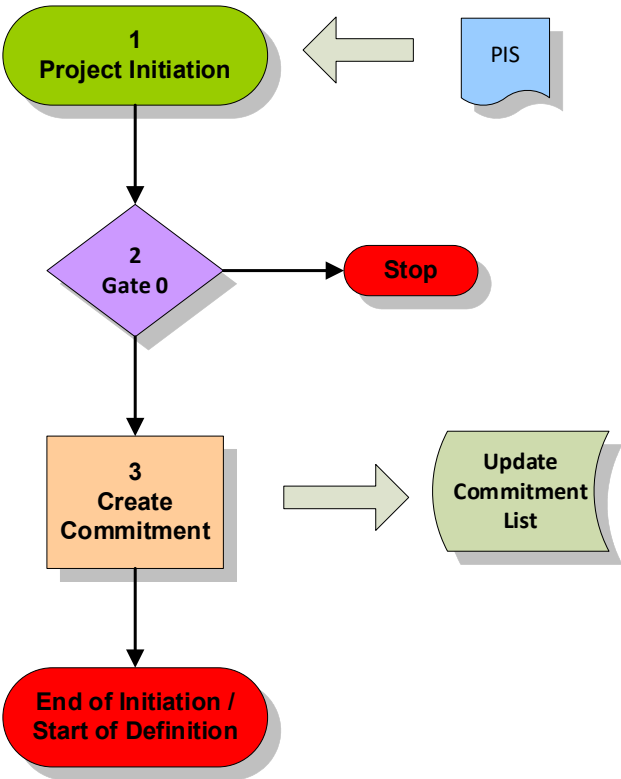 1
Project Initiation
PIS
2
Gate 0
Stop
3
Create
Commitment
Update
Commitment
List
End of Initiation /
Start of Definition